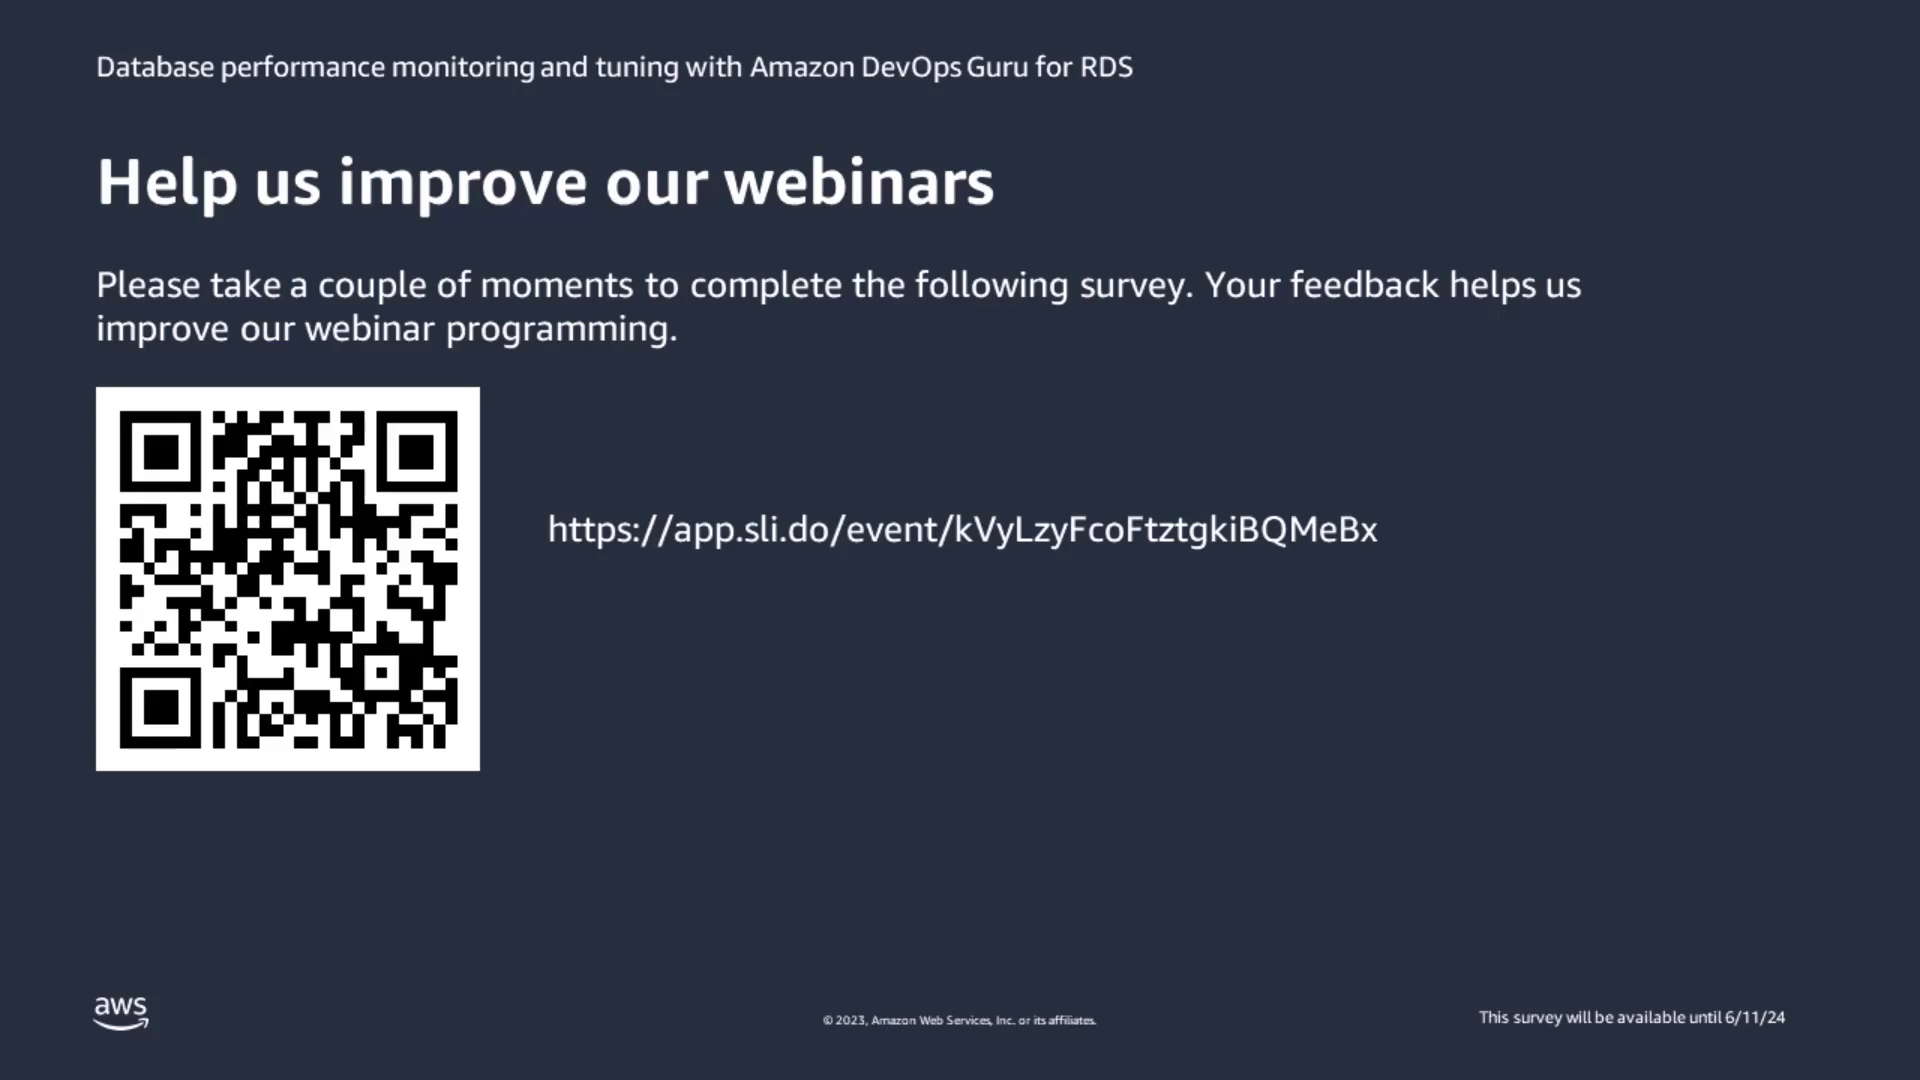 Database performance monitoring and tuning with Amazon DevOps Guru for RDS
Help us improve our webinars
Please take a couple of moments to complete the following survey. Your feedback helps us
improve our webinar programming.
https://app.sli.do/event/kVyLzyFcoFtztgkiBQMeBx
aws
© 2023, Amazon Web Services, Inc. or its affiliates.
This survey will be available until 6/11/24